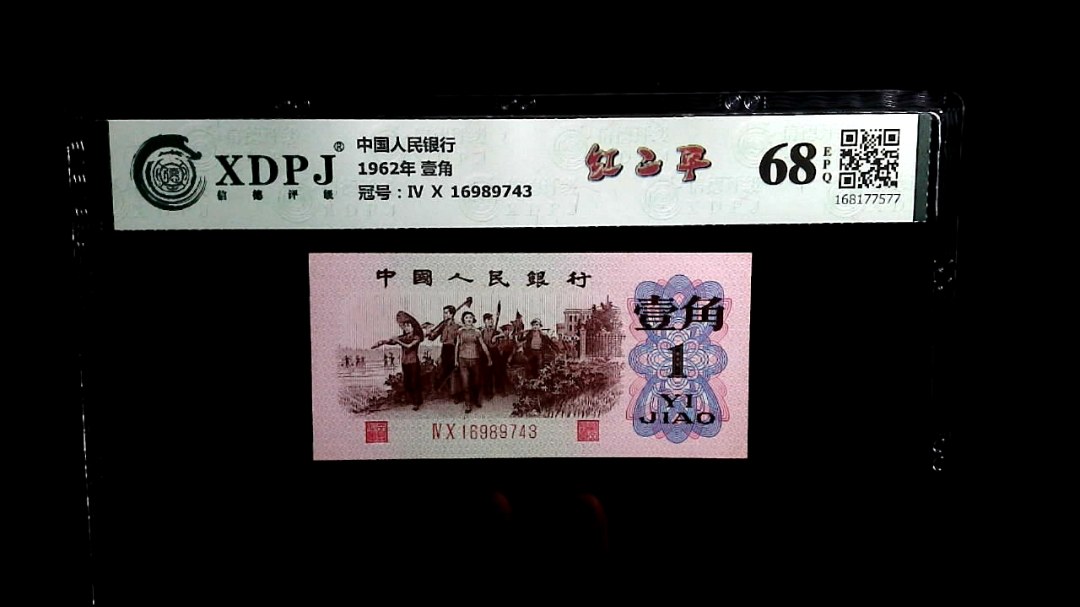 XDPJ®
信德评级
中国人民银行
1962年 壹角
冠号：Ⅳ Ⅹ 16989743
红二平
68
EPQ
168177577
中國人民銀行
壹角
1
YI
JIAO
ⅣⅩ16989743